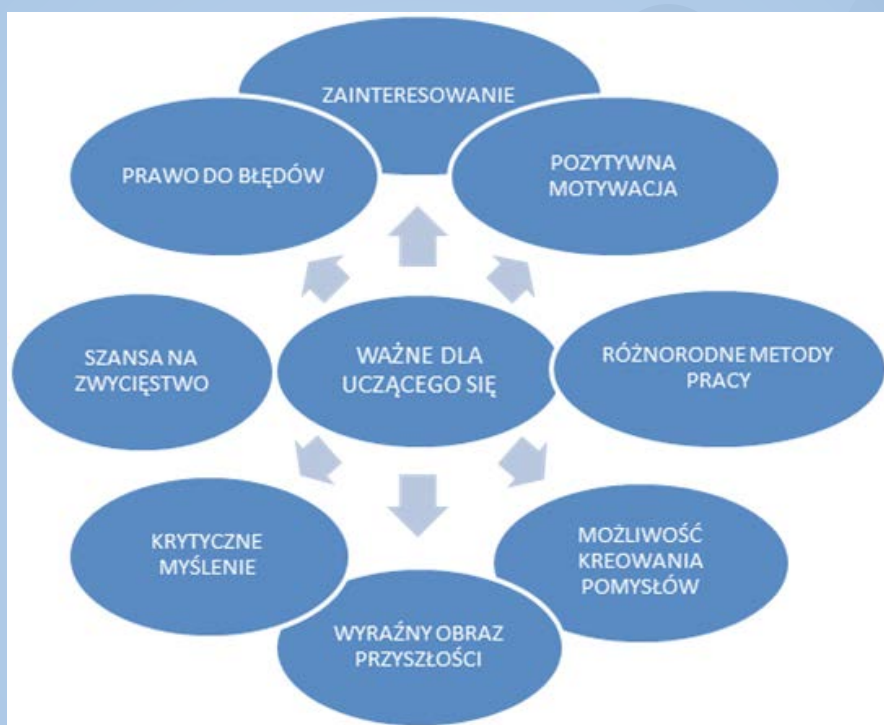 ZAINTERESOWANIE
PRAWO DO BŁĘDÓW
POZYTYWNA
MOTYWACJA
SZANSA NA
ZWYCIĘSTWO
WAŻNE DLA
UCZĄCEGO SIĘ
RÓŻNORODNE METODY
PRACY
KRYTYCZNE
MYŚLENIE
MOŻLIWOŚĆ
KREOWANIA
POMYSŁÓW
WYRAŹNY OBRAZ
PRZYSZŁOŚCI